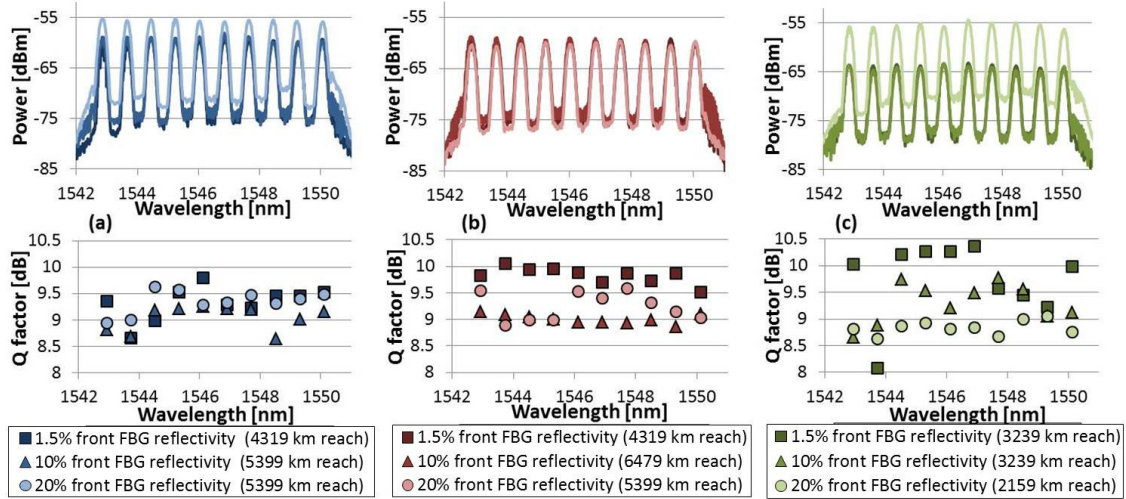 -55
-65
-75
-85
Power [dBm]
1542 1544 1546 1548 1550
Wavelength [nm]
(a)
10.5
10
9.5
9
8.5
8
Q factor [dB]
1542 1544 1546 1548 1550
Wavelength [nm]
1.5% front FBG reflectivity (4319 km reach)
10% front FBG reflectivity (5399 km reach)
20% front FBG reflectivity (5399 km reach)
-55
-65
-75
-85
Power [dBm]
1542 1544 1546 1548 1550
Wavelength [nm]
(b)
10.5
10
9.5
9
8.5
8
Q factor [dB]
1542 1544 1546 1548 1550
Wavelength [nm]
1.5% front FBG reflectivity (4319 km reach)
10% front FBG reflectivity (6479 km reach)
20% front FBG reflectivity (5399 km reach)
-55
-65
-75
-85
Power [dBm]
1542 1544 1546 1548 1550
Wavelength [nm]
(c)
10.5
10
9.5
9
8.5
8
Q factor [dB]
1542 1544 1546 1548 1550
Wavelength [nm]
1.5% front FBG reflectivity (3239 km reach)
10% front FBG reflectivity (3239 km reach)
20% front FBG reflectivity (2159 km reach)